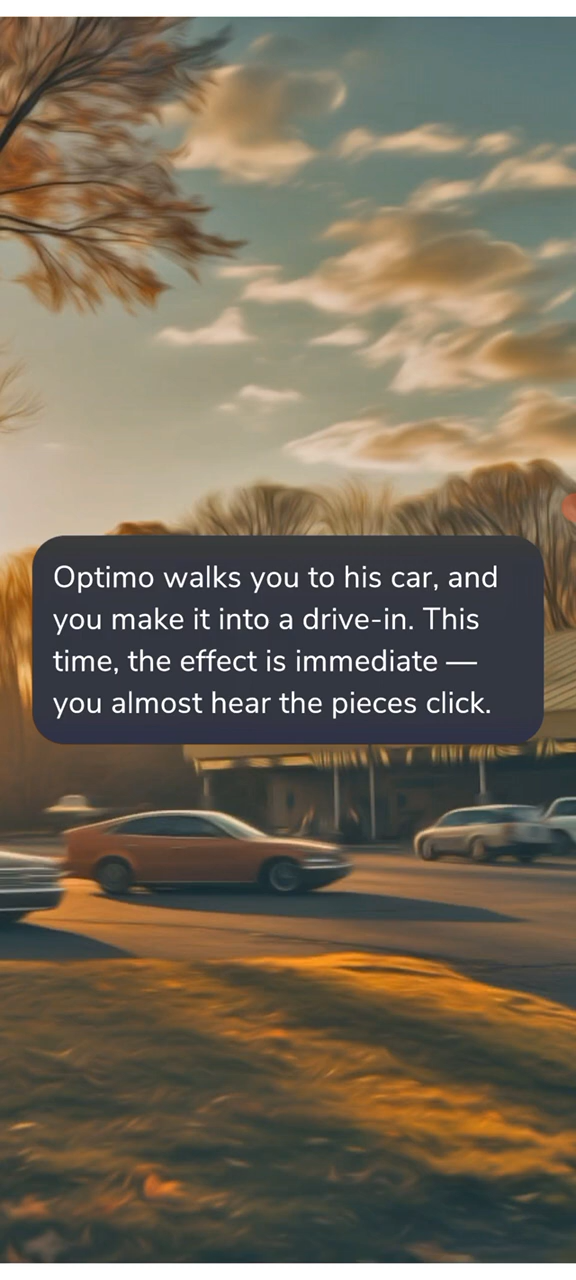 Optimo walks you to his car, and
you make it into a drive-in. This
time, the effect is immediate —
you almost hear the pieces click.